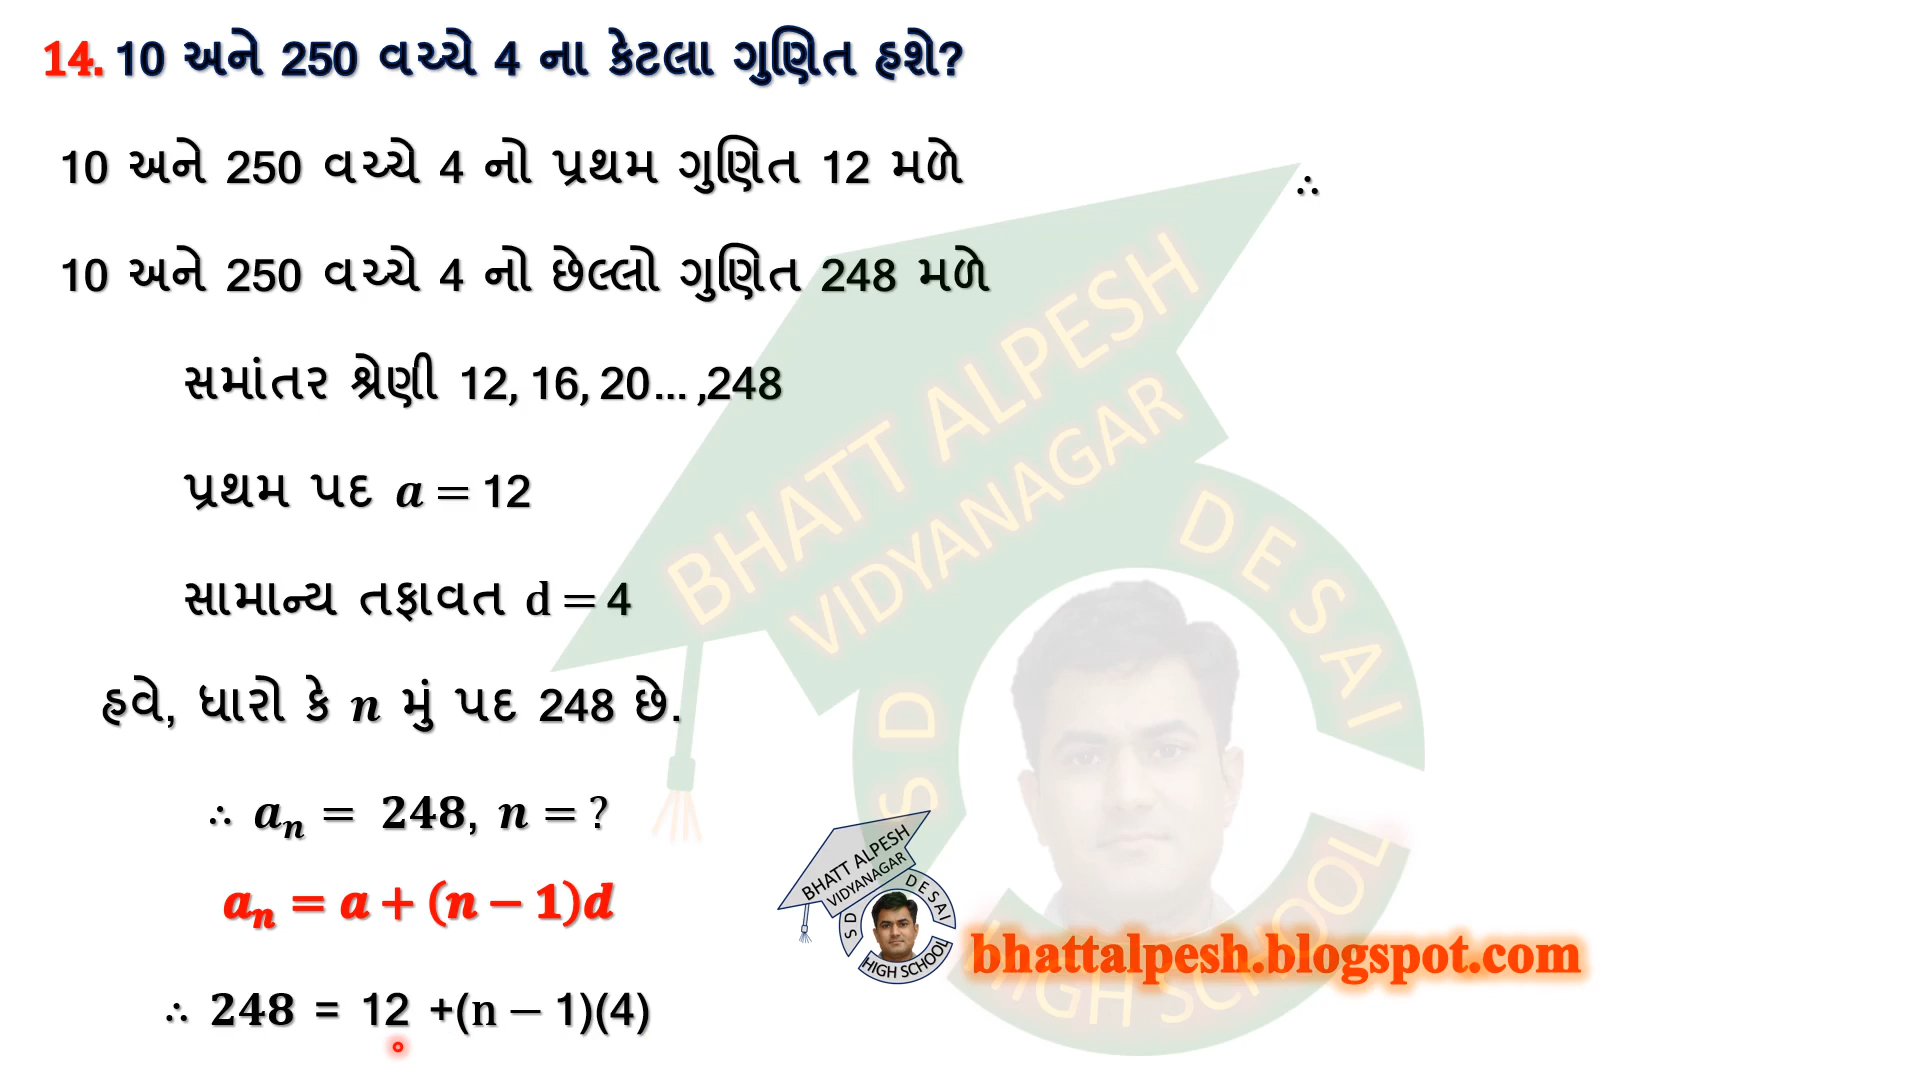 14. 10 અને 250 વચ્ચે 4 ના કેટલા ગુણિત હશે?
10 અને 250 વચ્ચે 4 નો પ્રથમ ગુણિત 12 મળે
∴
10 અને 250 વચ્ચે 4 નો છેલ્લો ગુણિત 248 મળે
સમાંતર શ્રેણી 12, 16, 20... ,248
પ્રથમ પદ a = 12
સામાન્ય તફાવત d = 4
હવે, ધારો કે n મું પદ 248 છે.
∴ aₙ = 248, n = ?
aₙ = a + (n − 1)d
∴ 248 = 12 +(n − 1)(4)
BHATT ALPESH
VIDYANAGAR
S D DESAI
HIGH SCHOOL
BHATT ALPESH
VIDYANAGAR
S D DESAI
HIGH SCHOOL
bhattalpesh.blogspot.com